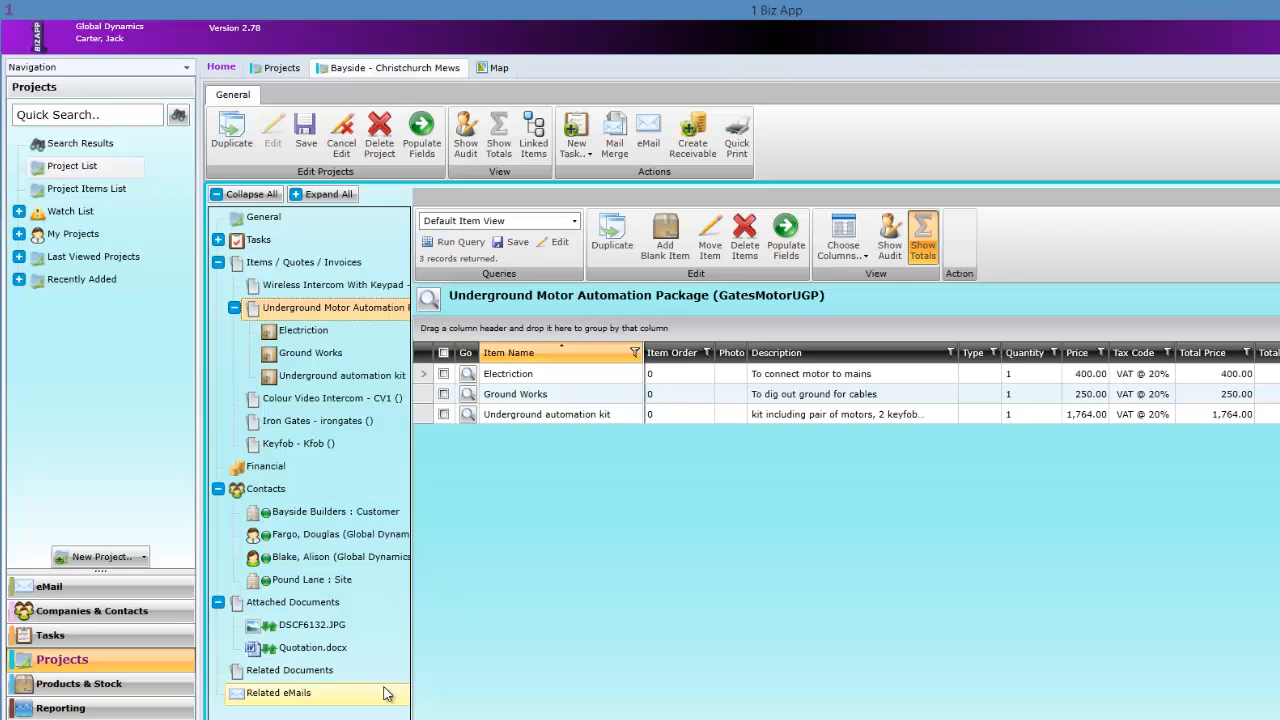 1
1 Biz App
BIZAPP
Global Dynamics
Carter, Jack
Version 2.78
Navigation
Projects
Quick Search..
Search Results
Project List
Project Items List
Watch List
My Projects
Last Viewed Projects
Recently Added
New Project..
eMail
Companies & Contacts
Tasks
Projects
Products & Stock
Reporting
Home
Projects
Bayside - Christchurch Mews
Map
General
Duplicate
Edit
Save
Cancel Edit
Delete Project
Populate Fields
Edit Projects
Show Audit
Show Totals
Linked Items
View
New Task..
Mail Merge
eMail
Create Receivable
Quick Print
Actions
Collapse All
Expand All
General
Tasks
Items / Quotes / Invoices
Wireless Intercom With Keypad -
Underground Motor Automation P
Electriction
Ground Works
Underground automation kit
Colour Video Intercom - CV1 ()
Iron Gates - irongates ()
Keyfob - Kfob ()
Financial
Contacts
Bayside Builders : Customer
Fargo, Douglas (Global Dynam
Blake, Alison (Global Dynamics
Pound Lane : Site
Attached Documents
DSCF6132.JPG
Quotation.docx
Related Documents
Related eMails
Default Item View
Run Query Save Edit
3 records returned.
Queries
Duplicate
Add Blank Item
Move Item
Delete Items
Populate Fields
Edit
Choose Columns..
Show Audit
Show Totals
View
Action
Underground Motor Automation Package (GatesMotorUGP)
Drag a column header and drop it here to group by that column
Go Item Name Item Order Photo Description Type Quantity Price Tax Code Total Price Total
Electriction 0 To connect motor to mains 1 400.00 VAT @ 20% 400.00
Ground Works 0 To dig out ground for cables 1 250.00 VAT @ 20% 250.00
Underground automation kit 0 kit including pair of motors, 2 keyfob... 1 1,764.00 VAT @ 20% 1,764.00